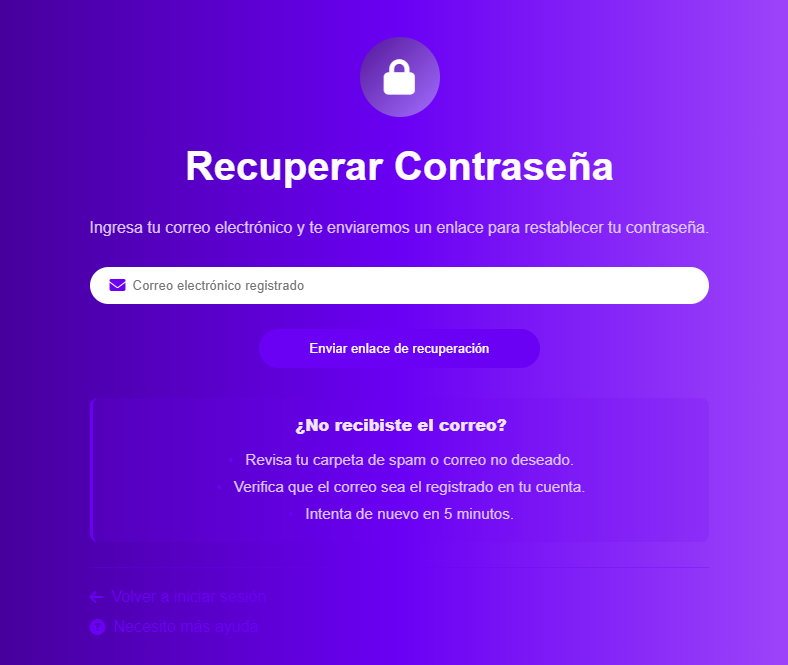 Recuperar Contraseña
Ingresa tu correo electrónico y te enviaremos un enlace para restablecer tu contraseña.
Correo electrónico registrado
Enviar enlace de recuperación
¿No recibiste el correo?
Revisa tu carpeta de spam o correo no deseado.
Verifica que el correo sea el registrado en tu cuenta.
Intenta de nuevo en 5 minutos.
Volver a iniciar sesión
Necesito más ayuda